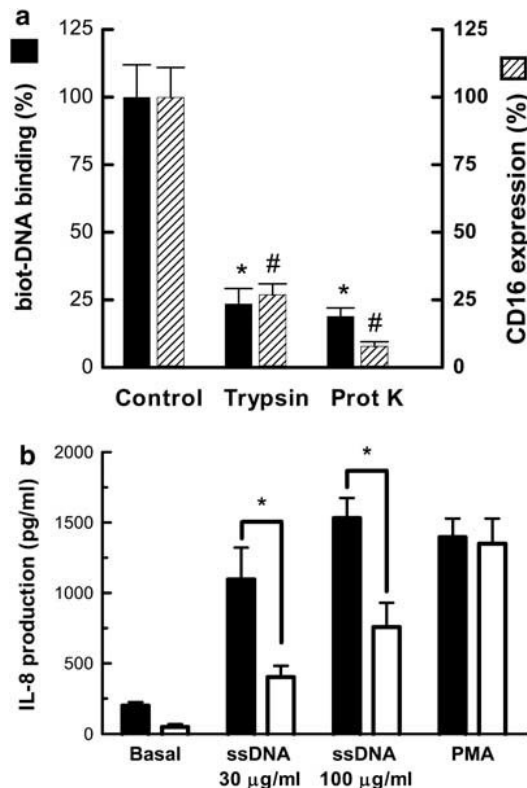 a
biot-DNA binding (%)
CD16 expression (%)
125
100
75
50
25
0
125
100
75
50
25
0
*
#
*
#
Control Trypsin Prot K
b
IL-8 production (pg/ml)
2000
1500
1000
500
0
*
*
Basal ssDNA ssDNA PMA
30 µg/ml 100 µg/ml